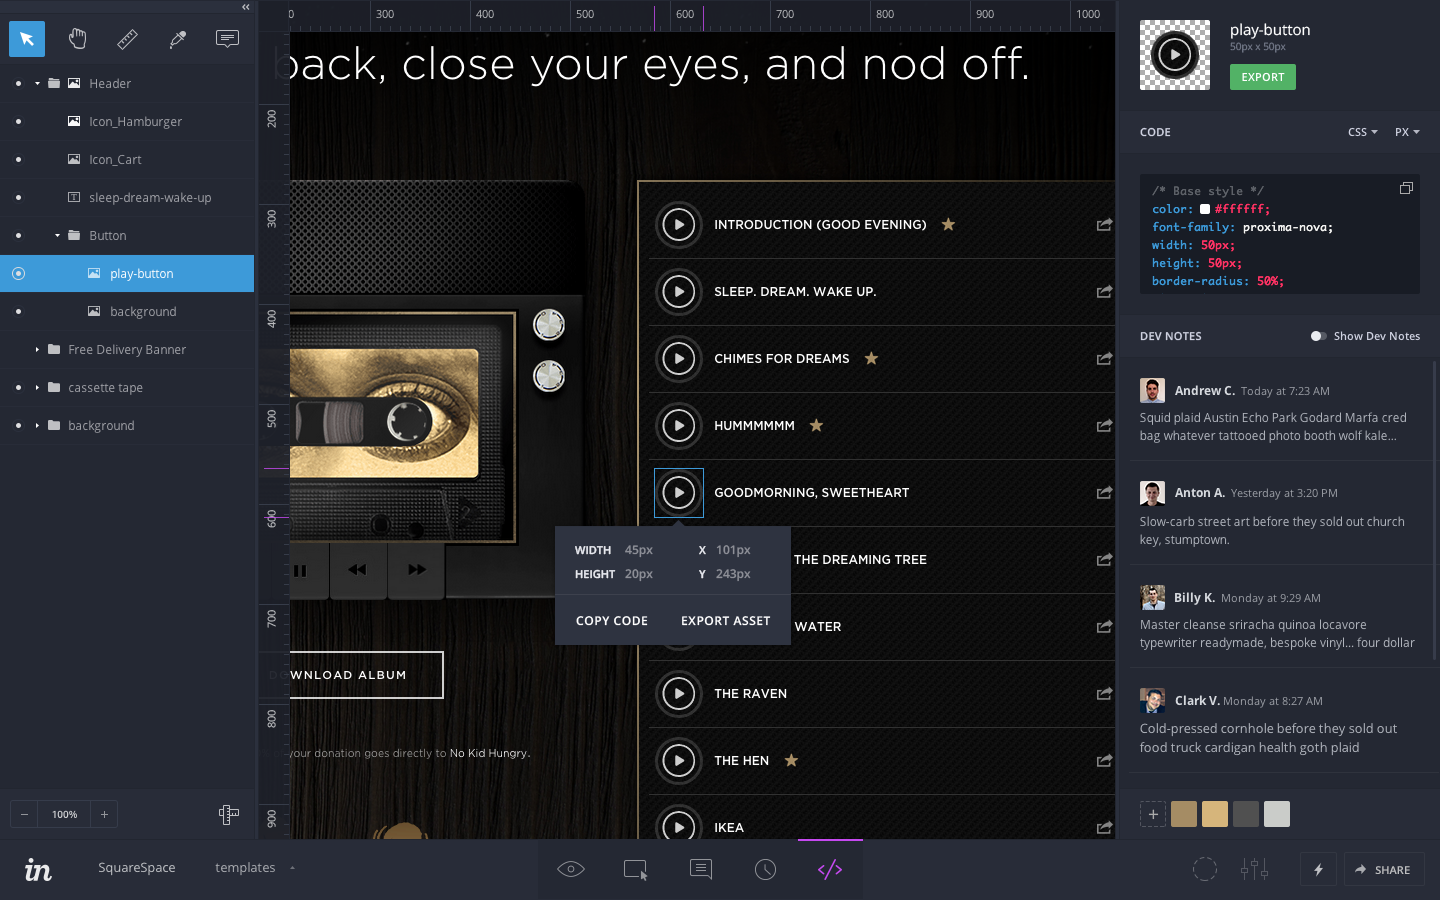 «
Header
Icon_Hamburger
Icon_Cart
sleep-dream-wake-up
Button
play-button
background
Free Delivery Banner
cassette tape
background
− 100% +
0 300 400 500 600 700 800 900 1000
200
300
400
500
600
700
800
900
back, close your eyes, and nod off.
INTRODUCTION (GOOD EVENING)
SLEEP. DREAM. WAKE UP.
CHIMES FOR DREAMS
HUMMMMMM
GOODMORNING, SWEETHEART
THE DREAMING TREE
WATER
THE RAVEN
THE HEN
IKEA
WIDTH 45px X 101px
HEIGHT 20px Y 243px
COPY CODE EXPORT ASSET
DOWNLOAD ALBUM
your donation goes directly to No Kid Hungry.
play-button
50px x 50px
EXPORT
CODE CSS PX
/* Base style */
color: #ffffff;
font-family: proxima-nova;
width: 50px;
height: 50px;
border-radius: 50%;
DEV NOTES Show Dev Notes
Andrew C. Today at 7:23 AM
Squid plaid Austin Echo Park Godard Marfa cred
bag whatever tattooed photo booth wolf kale...
Anton A. Yesterday at 3:20 PM
Slow-carb street art before they sold out church
key, stumptown.
Billy K. Monday at 9:29 AM
Master cleanse sriracha quinoa locavore
typewriter readymade, bespoke vinyl... four dollar
Clark V. Monday at 8:27 AM
Cold-pressed cornhole before they sold out
food truck cardigan health goth plaid
+
in SquareSpace templates
</> SHARE